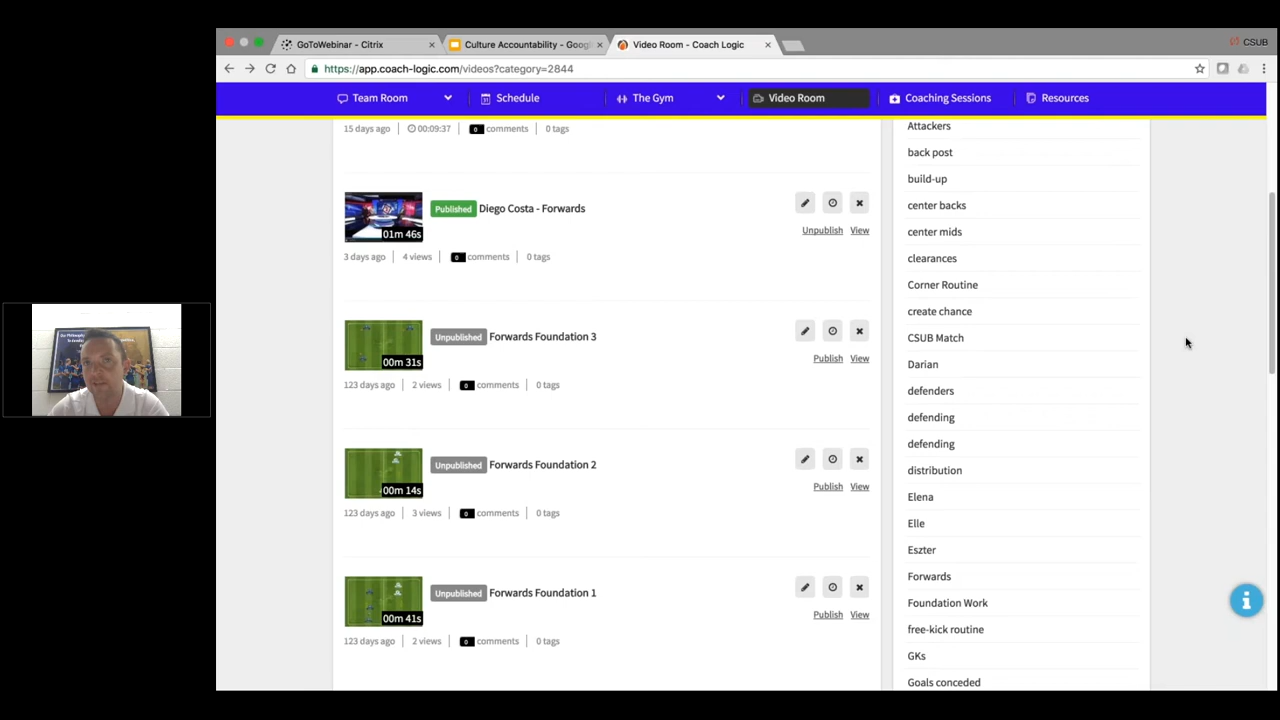 GoToWebinar - Citrix
Culture Accountability - Goog
Video Room - Coach Logic
CSUB
https://app.coach-logic.com/videos?category=2844
Team Room
Schedule
The Gym
Video Room
Coaching Sessions
Resources
15 days ago
00:09:37
0 comments
0 tags
01m 46s
Published Diego Costa - Forwards
Unpublish View
3 days ago
4 views
0 comments
0 tags
00m 31s
Unpublished Forwards Foundation 3
Publish View
123 days ago
2 views
0 comments
0 tags
00m 14s
Unpublished Forwards Foundation 2
Publish View
123 days ago
3 views
0 comments
0 tags
00m 41s
Unpublished Forwards Foundation 1
Publish View
123 days ago
2 views
0 comments
0 tags
Attackers
back post
build-up
center backs
center mids
clearances
Corner Routine
create chance
CSUB Match
Darian
defenders
defending
defending
distribution
Elena
Elle
Eszter
Forwards
Foundation Work
free-kick routine
GKs
Goals conceded